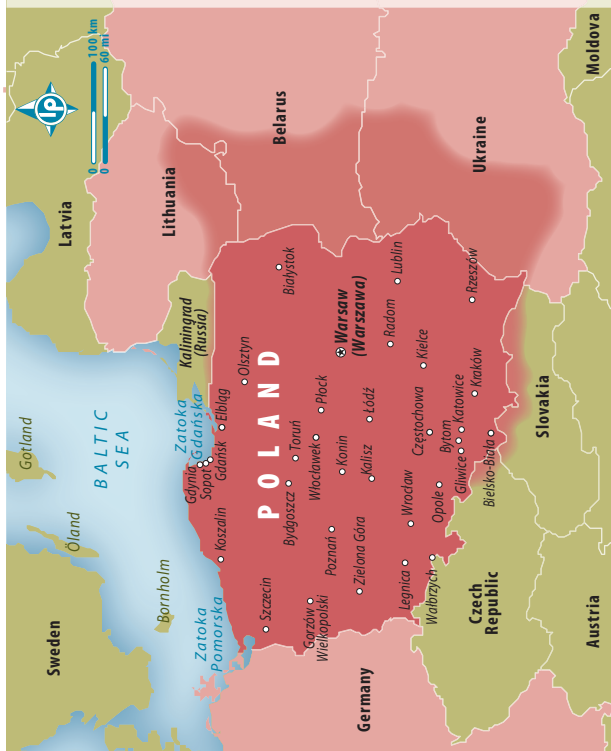 Sweden
Gotland
Öland
Bornholm
BALTIC
SEA
Latvia
lp
0 100 km
0 60 mi
Lithuania
Kaliningrad
(Russia)
Zatoka
Gdańska
Zatoka
Pomorska
Belarus
Ukraine
Moldova
Germany
Czech
Republic
Slovakia
Austria
POLAND
Gdynia
Sopot
Gdańsk
Elbląg
Koszalin
Olsztyn
Szczecin
Białystok
Bydgoszcz
Toruń
Włocławek
Płock
Gorzów
Wielkopolski
Poznań
Konin
Warsaw
(Warszawa)
Zielona Góra
Kalisz
Łódź
Radom
Lublin
Legnica
Wrocław
Wałbrzych
Opole
Częstochowa
Kielce
Bytom
Gliwice
Katowice
Kraków
Rzeszów
Bielsko-Biała